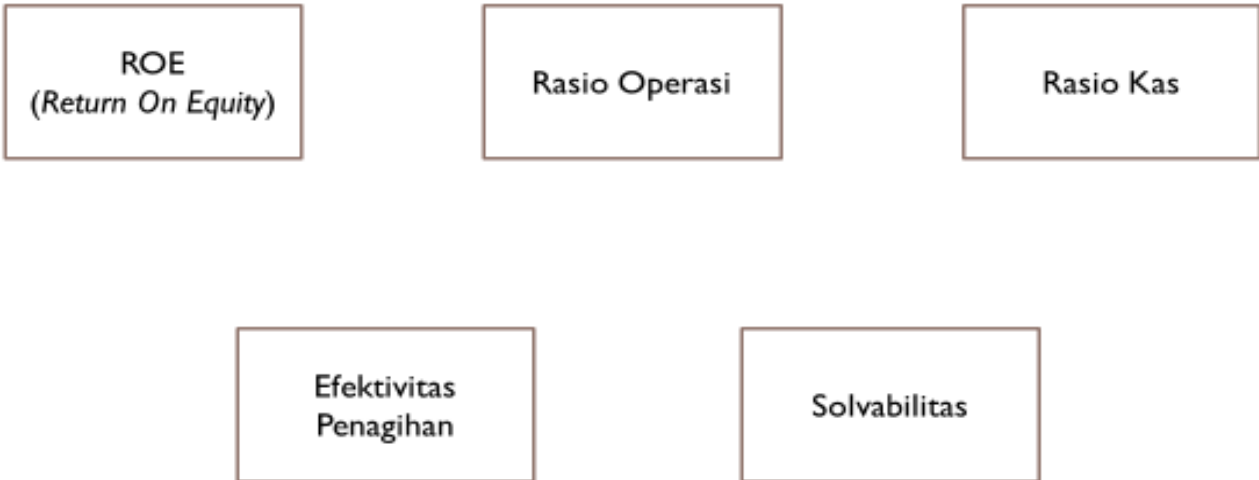 ROE
(Return On Equity)
Rasio Operasi
Rasio Kas
Efektivitas
Penagihan
Solvabilitas